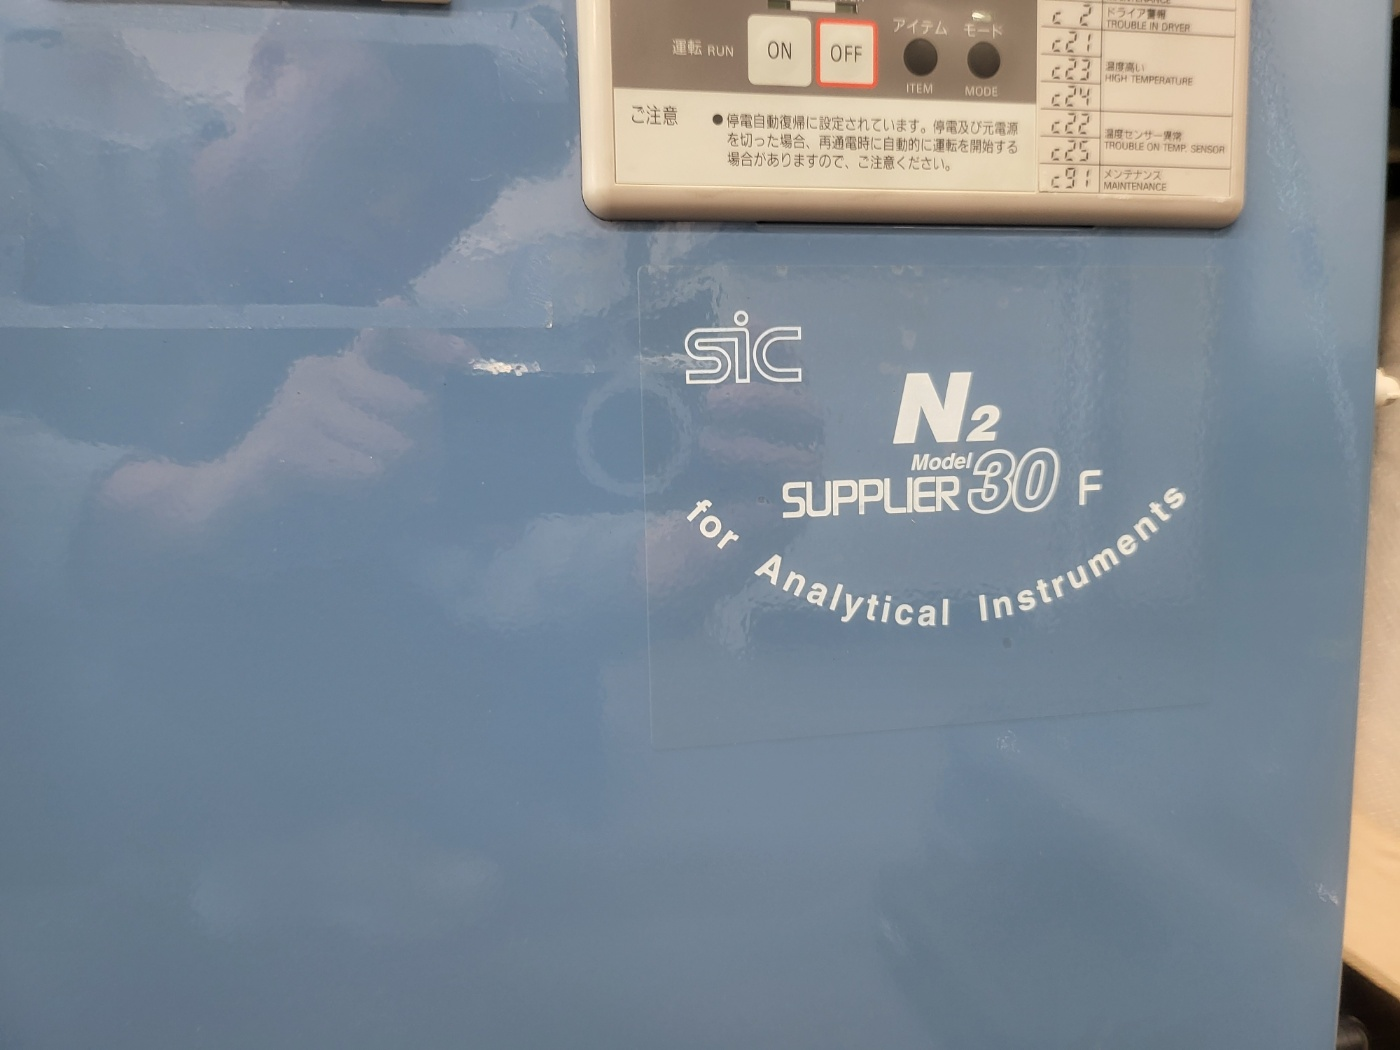 運転 RUN
ON
OFF
アイテム
モード
ITEM
MODE
ご注意
●停電自動復帰に設定されています。停電及び元電源
を切った場合、再通電時に自動的に運転を開始する
場合がありますので、ご注意ください。
c 2
ドライア警報
TROUBLE IN DRYER
c21
c23
c24
温度高い
HIGH TEMPERATURE
c22
c25
温度センサー異常
TROUBLE ON TEMP. SENSOR
c91
メンテナンス
MAINTENANCE
sic
N2
Model
SUPPLIER 30 F
for Analytical Instruments